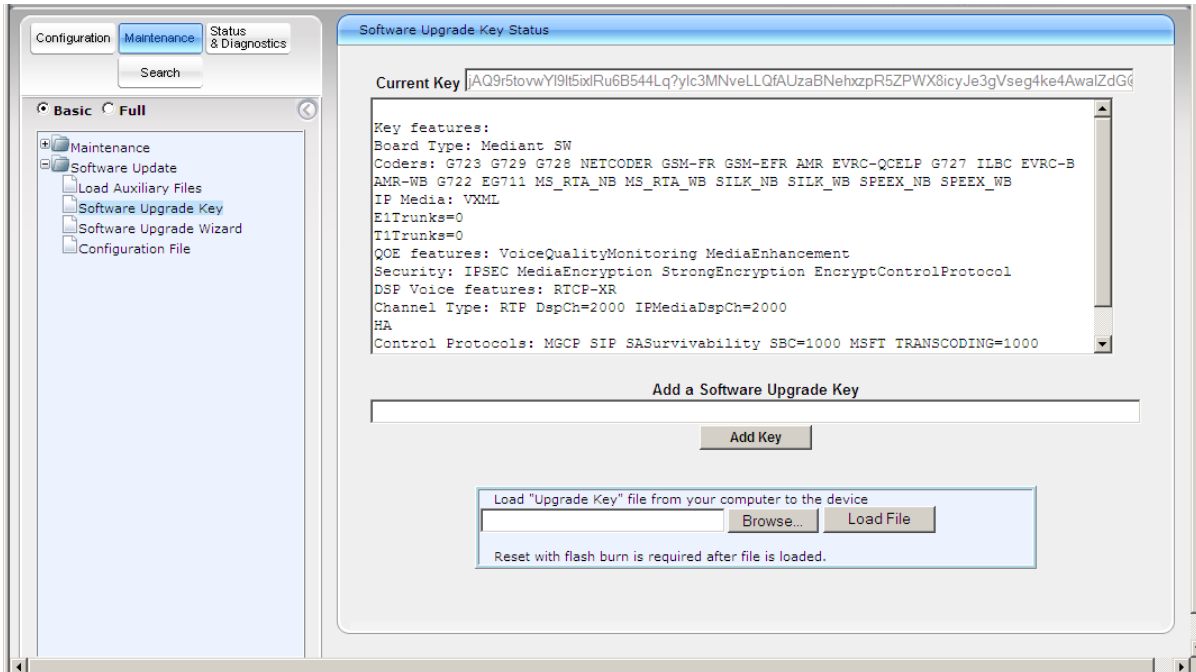 Configuration Maintenance Status & Diagnostics
Search
Basic Full
Maintenance
Software Update
Load Auxiliary Files
Software Upgrade Key
Software Upgrade Wizard
Configuration File
Software Upgrade Key Status
Current Key
Key features:
Board Type: Mediant SW
Coders: G723 G729 G728 NETCODER GSM-FR GSM-EFR AMR EVRC-QCELP G727 ILBC EVRC-B
AMR-WB G722 EG711 MS_RTA_NB MS_RTA_WB SILK_NB SILK_WB SPEEX_NB SPEEX_WB
IP Media: VXML
E1Trunks=0
T1Trunks=0
QOE features: VoiceQualityMonitoring MediaEnhancement
Security: IPSEC MediaEncryption StrongEncryption EncryptControlProtocol
DSP Voice features: RTCP-XR
Channel Type: RTP DspCh=2000 IPMediaDspCh=2000
HA
Control Protocols: MGCP SIP SASurvivability SBC=1000 MSFT TRANSCODING=1000
Add a Software Upgrade Key
Add Key
Load "Upgrade Key" file from your computer to the device
Browse... Load File
Reset with flash burn is required after file is loaded.